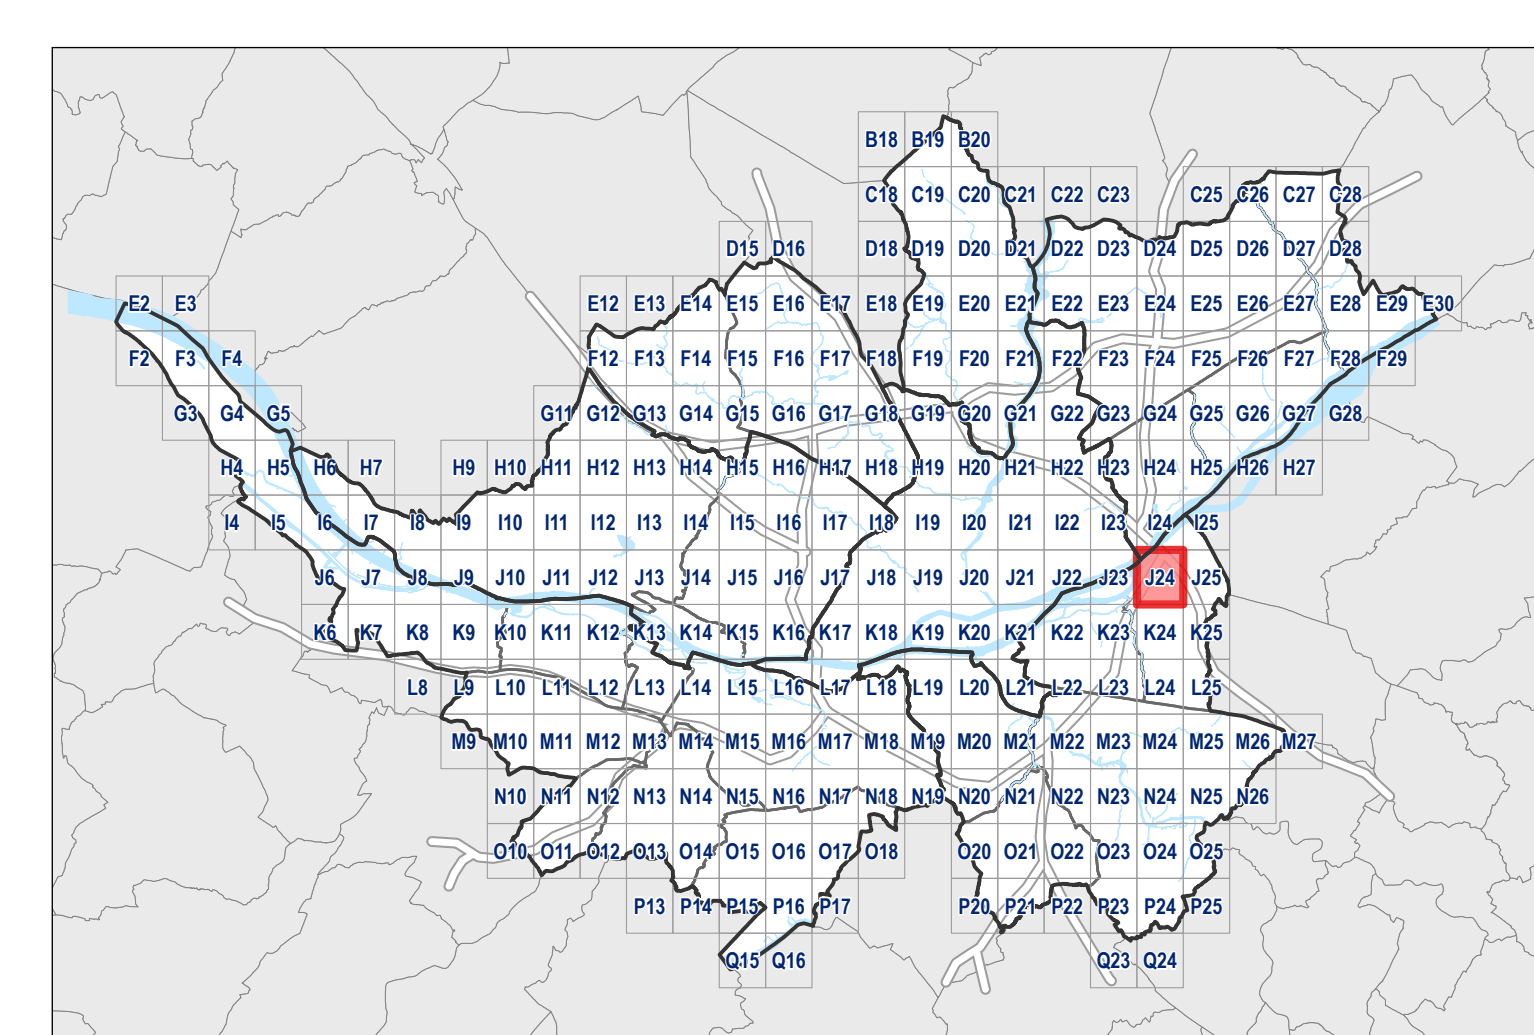 B18 B19 B20
C18 C19 C20 C21 C22 C23 C25 C26 C27 C28
D15 D16 D18 D19 D20 D21 D22 D23 D24 D25 D26 D27 D28
E2 E3 E12 E13 E14 E15 E16 E17 E18 E19 E20 E21 E22 E23 E24 E25 E26 E27 E28 E29 E30
F2 F3 F4 F12 F13 F14 F15 F16 F17 F18 F19 F20 F21 F22 F23 F24 F25 F26 F27 F28 F29
G3 G4 G5 G11 G12 G13 G14 G15 G16 G17 G18 G19 G20 G21 G22 G23 G24 G25 G26 G27 G28
H4 H5 H6 H7 H9 H10 H11 H12 H13 H14 H15 H16 H17 H18 H19 H20 H21 H22 H23 H24 H25 H26 H27
I4 I5 I6 I7 I8 I9 I10 I11 I12 I13 I14 I15 I16 I17 I18 I19 I20 I21 I22 I23 I24 I25
J6 J7 J8 J9 J10 J11 J12 J13 J14 J15 J16 J17 J18 J19 J20 J21 J22 J23 J24 J25
K6 K7 K8 K9 K10 K11 K12 K13 K14 K15 K16 K17 K18 K19 K20 K21 K22 K23 K24 K25
L8 L9 L10 L11 L12 L13 L14 L15 L16 L17 L18 L19 L20 L21 L22 L23 L24 L25
M9 M10 M11 M12 M13 M14 M15 M16 M17 M18 M19 M20 M21 M22 M23 M24 M25 M26 M27
N10 N11 N12 N13 N14 N15 N16 N17 N18 N19 N20 N21 N22 N23 N24 N25 N26
O10 O11 O12 O13 O14 O15 O16 O17 O18 O20 O21 O22 O23 O24 O25
P13 P14 P15 P16 P17 P20 P21 P22 P23 P24 P25
Q15 Q16 Q23 Q24